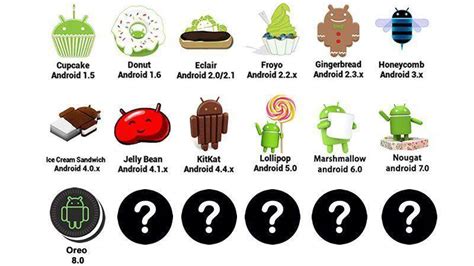 Cupcake
Android 1.5
Donut
Android 1.6
Eclair
Android 2.0/2.1
Froyo
Android 2.2.x
Gingerbread
Android 2.3.x
Honeycomb
Android 3.x
Ice Cream Sandwich
Android 4.0.x
Jelly Bean
Android 4.1.x
KitKat
Android 4.4.x
Lollipop
Android 5.0
Marshmallow
android 6.0
Nougat
android 7.0
? ? ? ? ?
Oreo
8.0